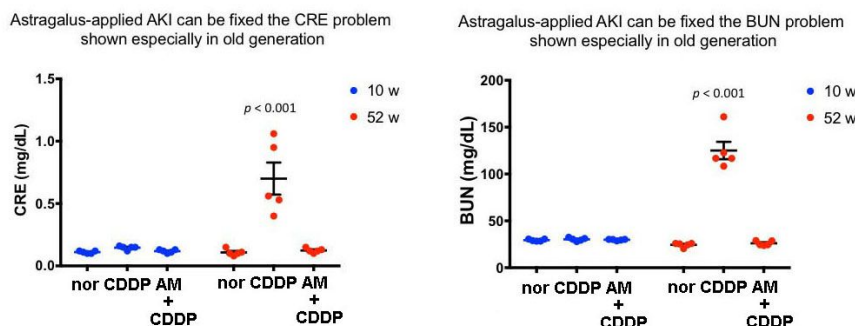 Astragalus-applied AKI can be fixed the CRE problem
shown especially in old generation
1.5
1.0
0.5
0.0
CRE (mg/dL)
p < 0.001
10 w
52 w
nor CDDP AM nor CDDP AM
+ +
CDDP CDDP
Astragalus-applied AKI can be fixed the BUN problem
shown especially in old generation
200
150
100
50
0
BUN (mg/dL)
p < 0.001
10 w
52 w
nor CDDP AM nor CDDP AM
+ +
CDDP CDDP